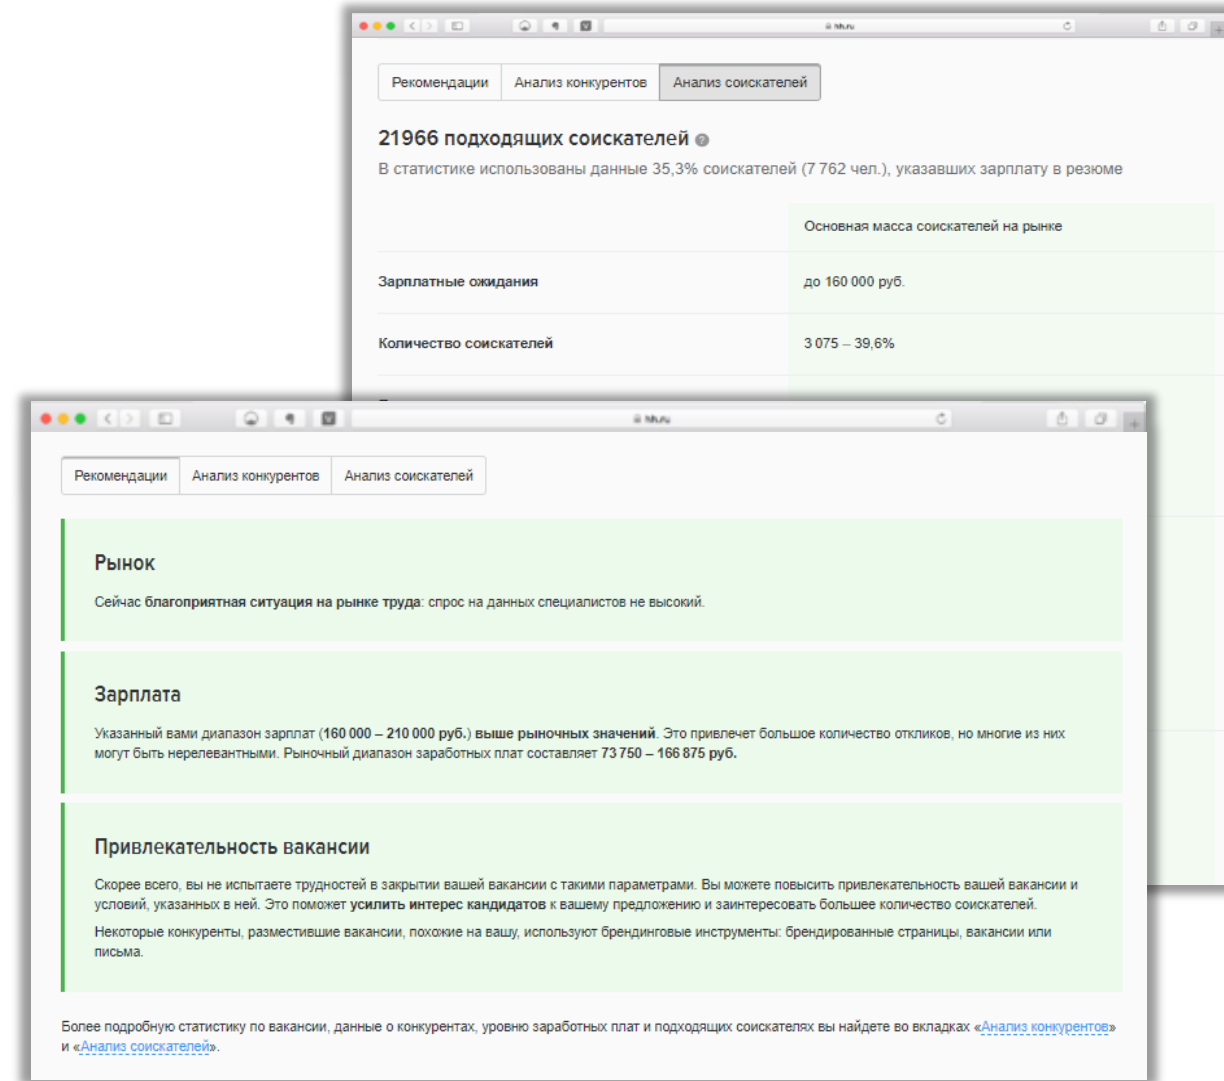 hh.ru
Рекомендации
Анализ конкурентов
Анализ соискателей
21966 подходящих соискателей
В статистике использованы данные 35,3% соискателей (7 762 чел.), указавших зарплату в резюме
Основная масса соискателей на рынке
Зарплатные ожидания
до 160 000 руб.
Количество соискателей
3 075 – 39,6%
hh.ru
Рекомендации
Анализ конкурентов
Анализ соискателей
Рынок
Сейчас благоприятная ситуация на рынке труда: спрос на данных специалистов не высокий.
Зарплата
Указанный вами диапазон зарплат (160 000 – 210 000 руб.) выше рыночных значений. Это привлечет большое количество откликов, но многие из них
могут быть нерелевантными. Рыночный диапазон заработных плат составляет 73 750 – 166 875 руб.
Привлекательность вакансии
Скорее всего, вы не испытаете трудностей в закрытии вашей вакансии с такими параметрами. Вы можете повысить привлекательность вашей вакансии и
условий, указанных в ней. Это поможет усилить интерес кандидатов к вашему предложению и заинтересовать большее количество соискателей.
Некоторые конкуренты, разместившие вакансии, похожие на вашу, используют брендинговые инструменты: брендированные страницы, вакансии или
письма.
Более подробную статистику по вакансии, данные о конкурентах, уровню заработных плат и подходящих соискателях вы найдете во вкладках «Анализ конкурентов»
и «Анализ соискателей».